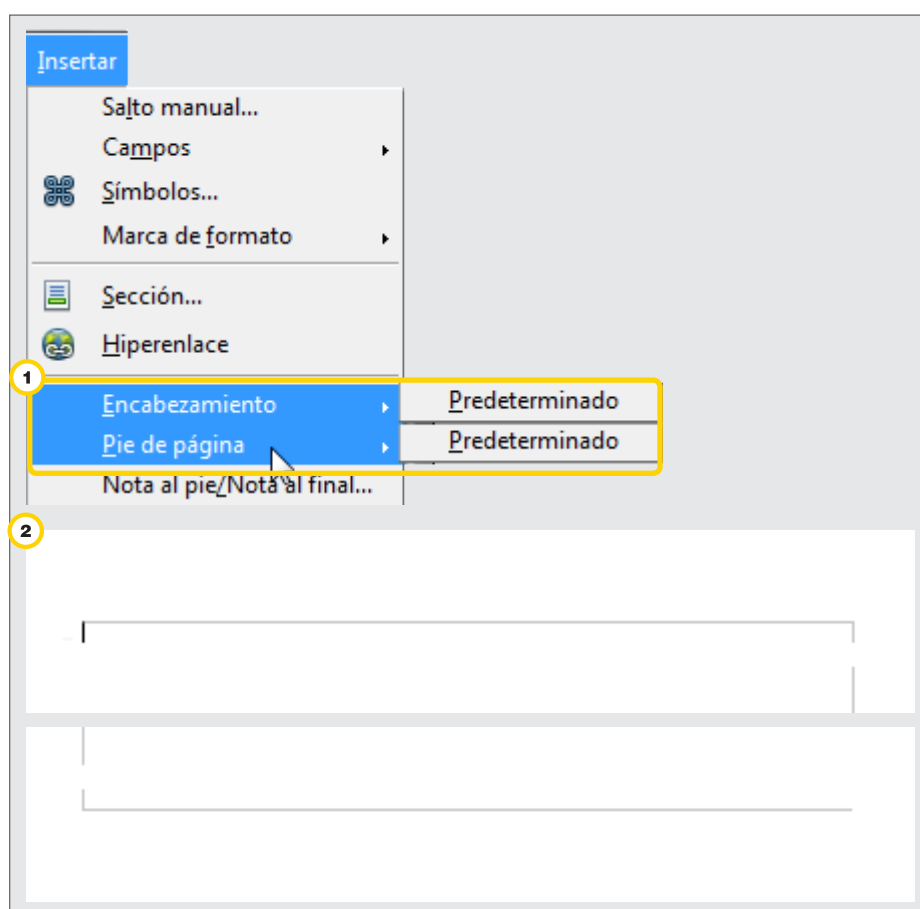 Insertar
Salto manual...
Campos
Símbolos...
Marca de formato
Sección...
Hiperenlace
1
Encabezamiento
Predeterminado
Pie de página
Predeterminado
Nota al pie/Nota al final...
2